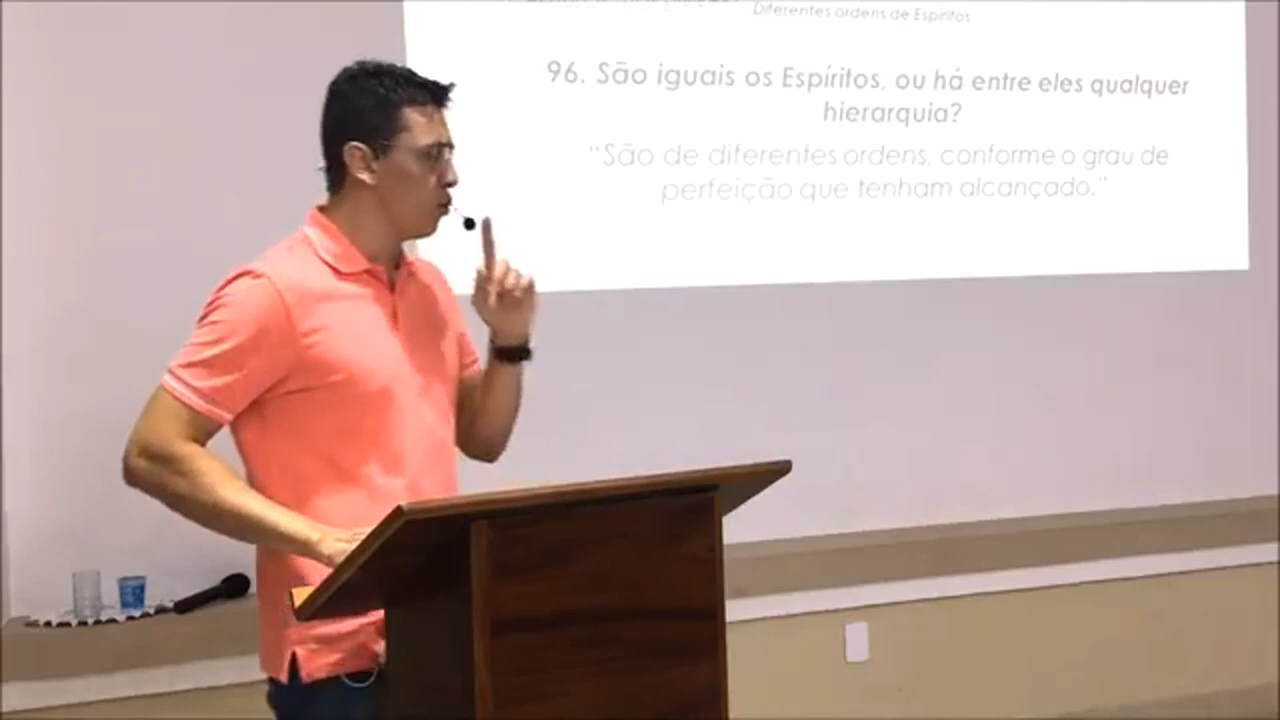 Diferentes ordens de Espíritos
96. São iguais os Espíritos, ou há entre eles qualquer
hierarquia?
“São de diferentes ordens, conforme o grau de
perfeição que tenham alcançado.”